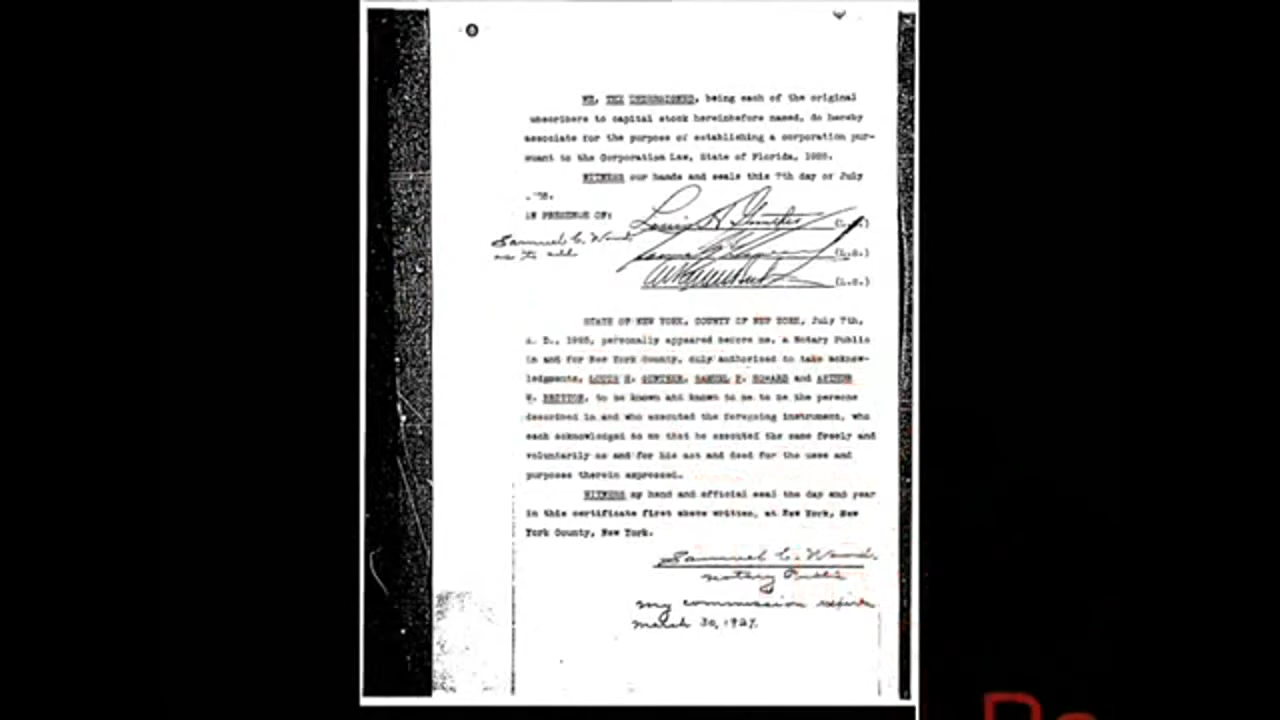 WE, THE UNDERSIGNED, being each of the original
ubscribers to capital stock hereinbefore named, do hereby
associate for the purpose of establishing a corporation pur-
suant to the Corporation Law, State of Florida, 1925.
WITNESS our hands and seals this 7th day of July
IN PRESENCE OF:
(L.S.)
Samuel C. Wood
as to all
(L.S.)
(L.S.)
STATE OF NEW YORK, COUNTY OF NEW YORK, July 7th,
A. D., 1925, personally appeared before me, a Notary Public
in and for New York County, duly authorized to take acknow-
ledgments, LOUIS H. GUNTHER, SAMUEL F. HOWARD and ARTHUR
W. BRITTON, to be known and known to me to be the persons
described in and who executed the foregoing instrument, who
each acknowledged to me that he executed the same freely and
voluntarily as and for his act and deed for the uses and
purposes therein expressed.
WITNESS my hand and official seal the day and year
in this certificate first above written, at New York, New
York County, New York.
Samuel C. Wood.
Notary Public
My commission expires
March 30, 1927.